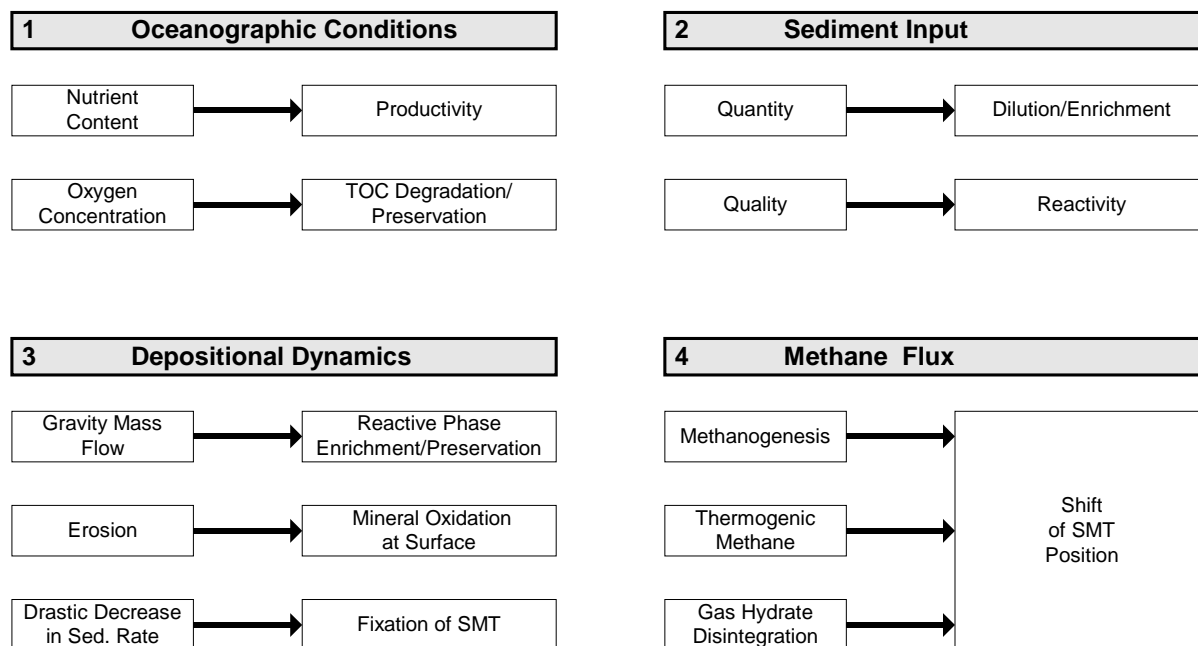 1 Oceanographic Conditions
Nutrient
Content
Productivity
Oxygen
Concentration
TOC Degradation/
Preservation
2 Sediment Input
Quantity
Dilution/Enrichment
Quality
Reactivity
3 Depositional Dynamics
Gravity Mass
Flow
Reactive Phase
Enrichment/Preservation
Erosion
Mineral Oxidation
at Surface
Drastic Decrease
in Sed. Rate
Fixation of SMT
4 Methane Flux
Methanogenesis
Thermogenic
Methane
Gas Hydrate
Disintegration
Shift
of SMT
Position